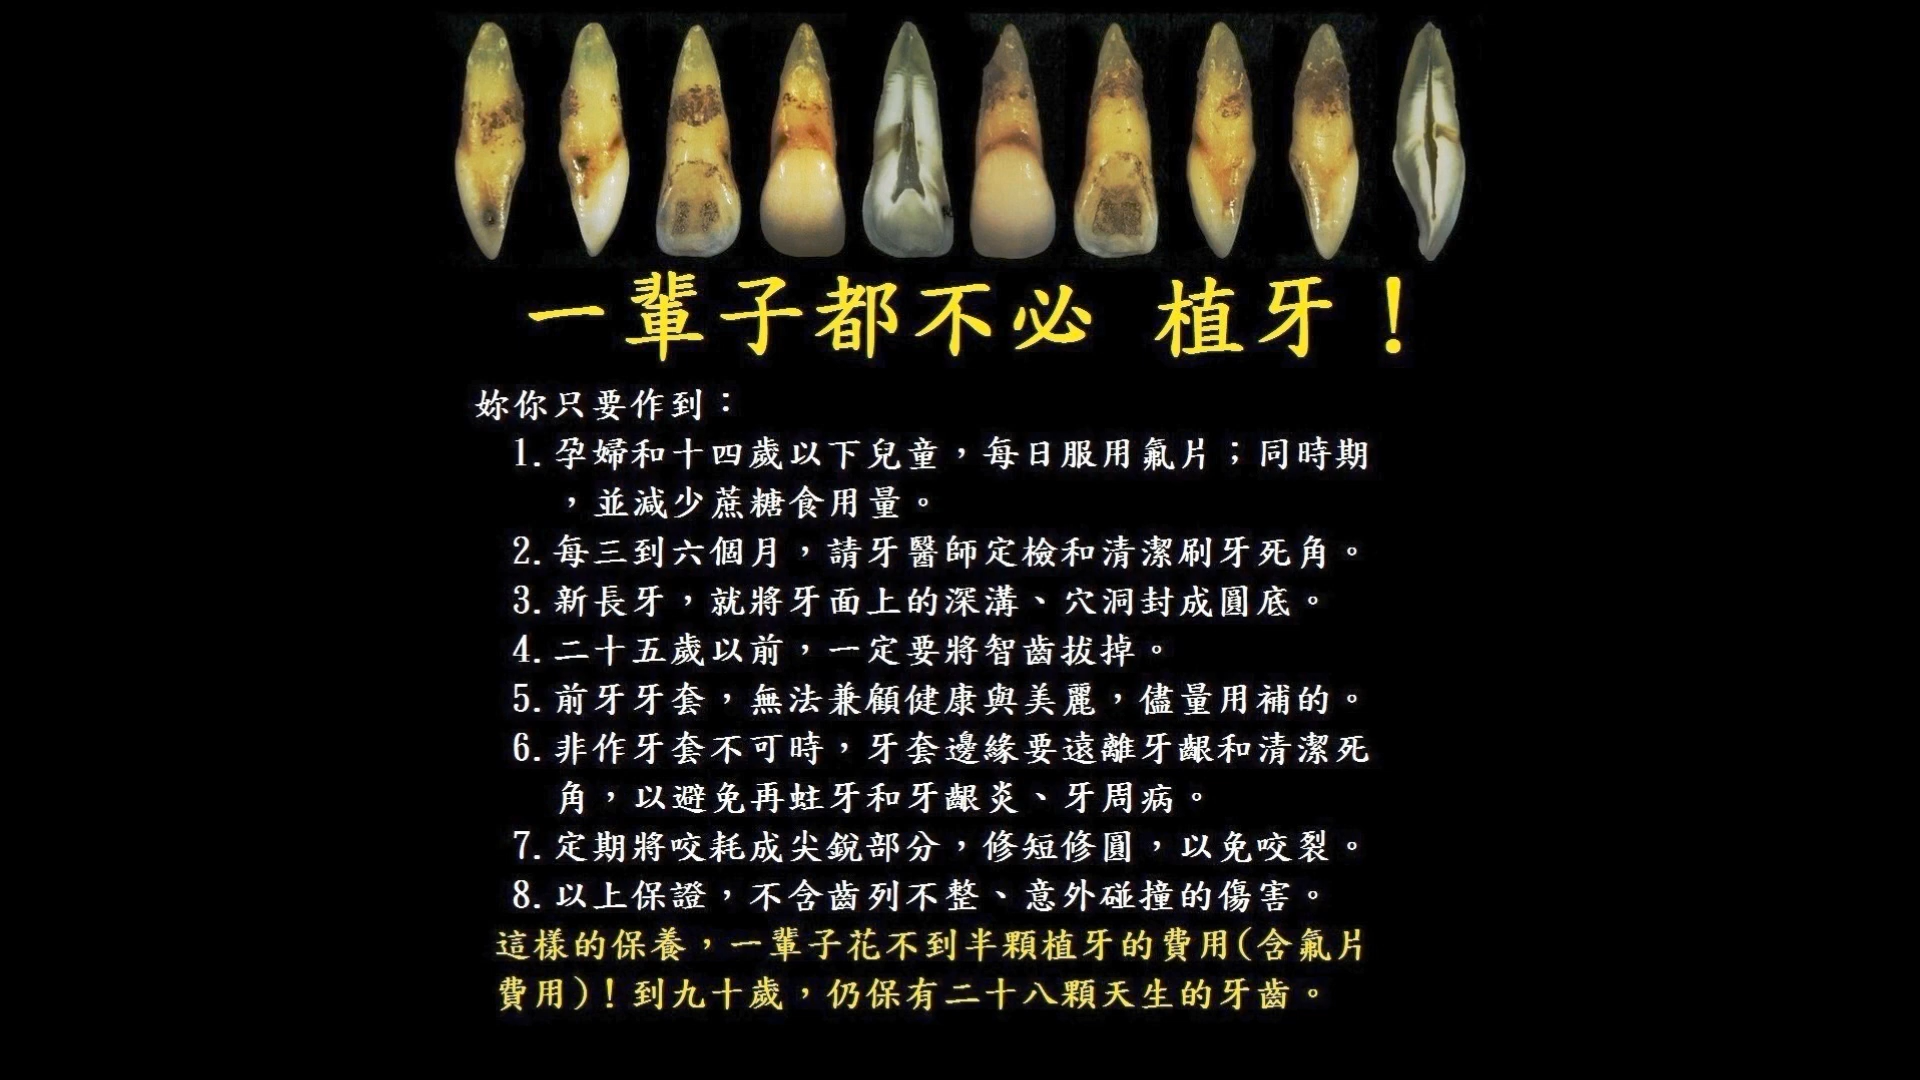 一輩子都不必 植牙！
妳你只要作到：
1. 孕婦和十四歲以下兒童，每日服用氟片；同時期
，並減少蔗糖食用量。
2. 每三到六個月，請牙醫師定檢和清潔刷牙死角。
3. 新長牙，就將牙面上的深溝、穴洞封成圓底。
4. 二十五歲以前，一定要將智齒拔掉。
5. 前牙牙套，無法兼顧健康與美麗，儘量用補的。
6. 非作牙套不可時，牙套邊緣要遠離牙齦和清潔死
角，以避免再蛀牙和牙齦炎、牙周病。
7. 定期將咬耗成尖銳部分，修短修圓，以免咬裂。
8. 以上保證，不含齒列不整、意外碰撞的傷害。
這樣的保養，一輩子花不到半顆植牙的費用(含氟片
費用)！到九十歲，仍保有二十八顆天生的牙齒。